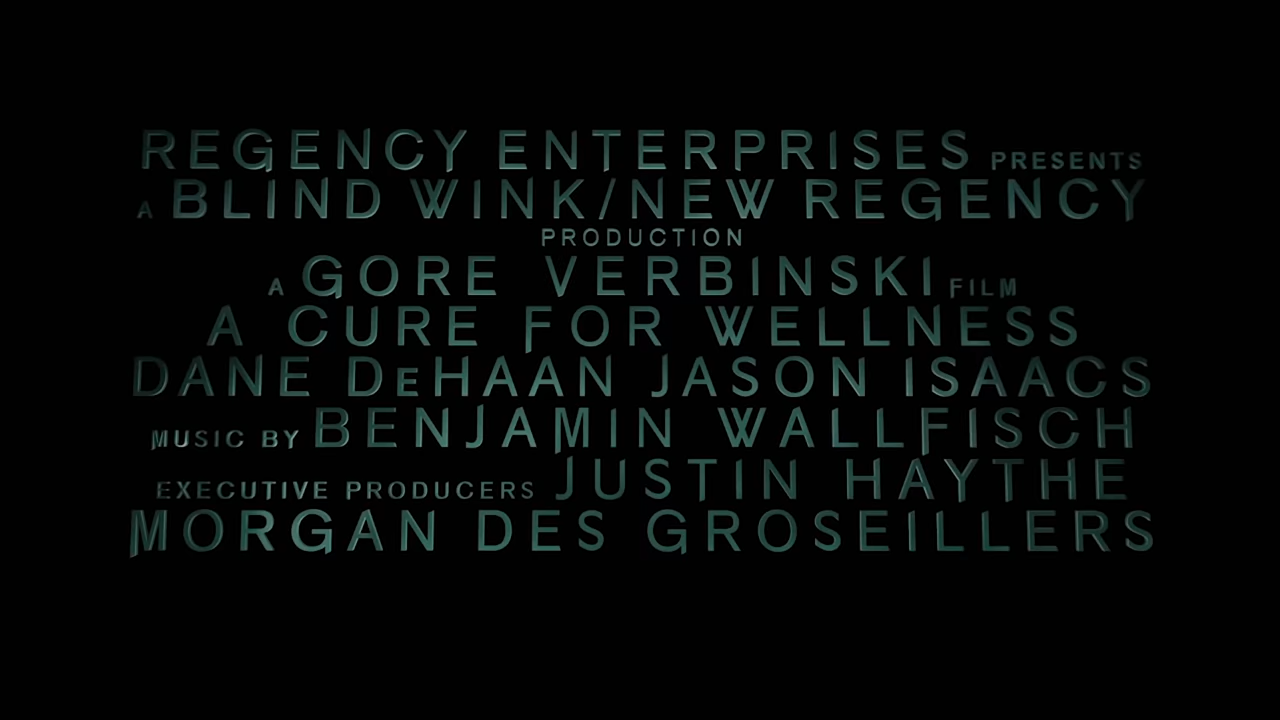 REGENCY ENTERPRISES PRESENTS
A BLIND WINK/NEW REGENCY
PRODUCTION
A GORE VERBINSKI FILM
A CURE FOR WELLNESS
DANE DeHAAN JASON ISAACS
MUSIC BY BENJAMIN WALLFISCH
EXECUTIVE PRODUCERS JUSTIN HAYTHE
MORGAN DES GROSEILLERS